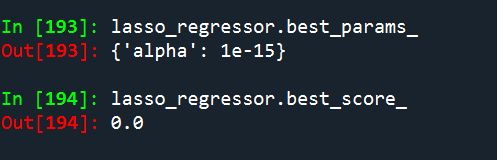 In [193]: lasso_regressor.best_params_
Out[193]: {'alpha': 1e-15}
In [194]: lasso_regressor.best_score_
Out[194]: 0.0